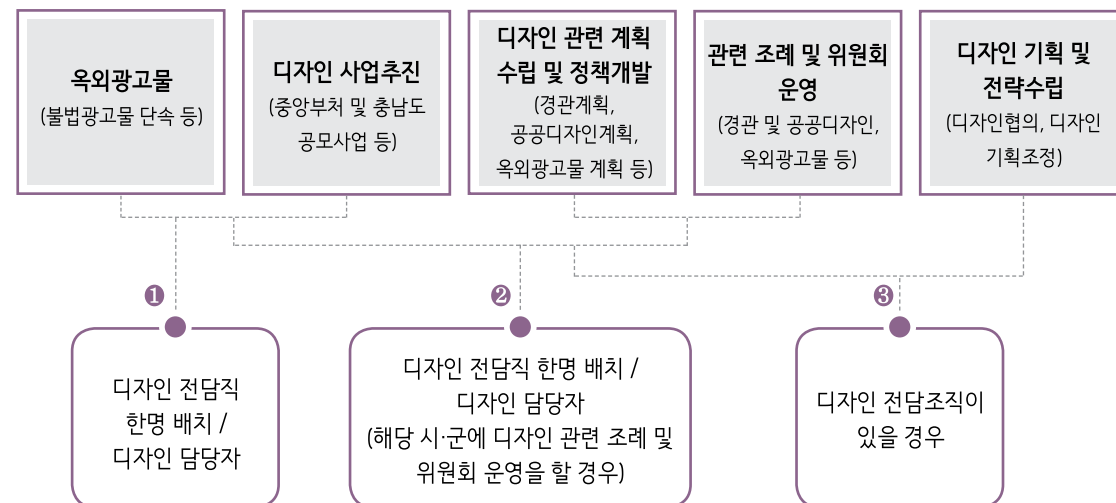 옥외광고물
(불법광고물 단속 등)
디자인 사업추진
(중앙부처 및 충남도
공모사업 등)
디자인 관련 계획
수립 및 정책개발
(경관계획,
공공디자인계획,
옥외광고물 계획 등)
관련 조례 및 위원회
운영
(경관 및 공공디자인,
옥외광고물 등)
디자인 기획 및
전략수립
(디자인협의, 디자인
기획조정)
❶
디자인 전담직
한명 배치 /
디자인 담당자
❷
디자인 전담직 한명 배치 /
디자인 담당자
(해당 시·군에 디자인 관련 조례 및
위원회 운영을 할 경우)
❸
디자인 전담조직이
있을 경우